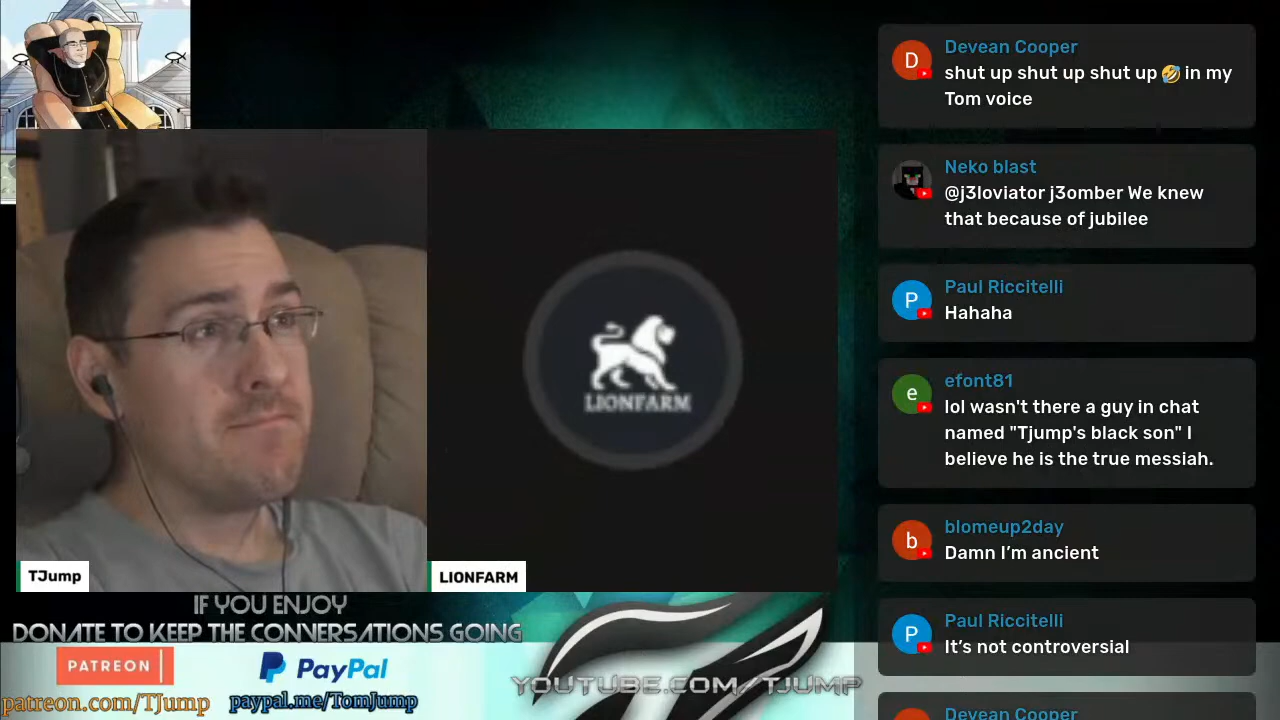 Devean Cooper
shut up shut up shut up 🤣 in my
Tom voice
Neko blast
@j3loviator j3omber We knew
that because of jubilee
P
Paul Riccitelli
Hahaha
e
efont81
lol wasn't there a guy in chat
named "Tjump's black son" I
believe he is the true messiah.
b
blomeup2day
Damn I’m ancient
P
Paul Riccitelli
It’s not controversial
Devean Cooper
D
LIONFARM
TJump
LIONFARM
IF YOU ENJOY
DONATE TO KEEP THE CONVERSATIONS GOING
PATREON
PayPal
patreon.com/TJump
paypal.me/TomJump
YOUTUBE.COM/TJUMP